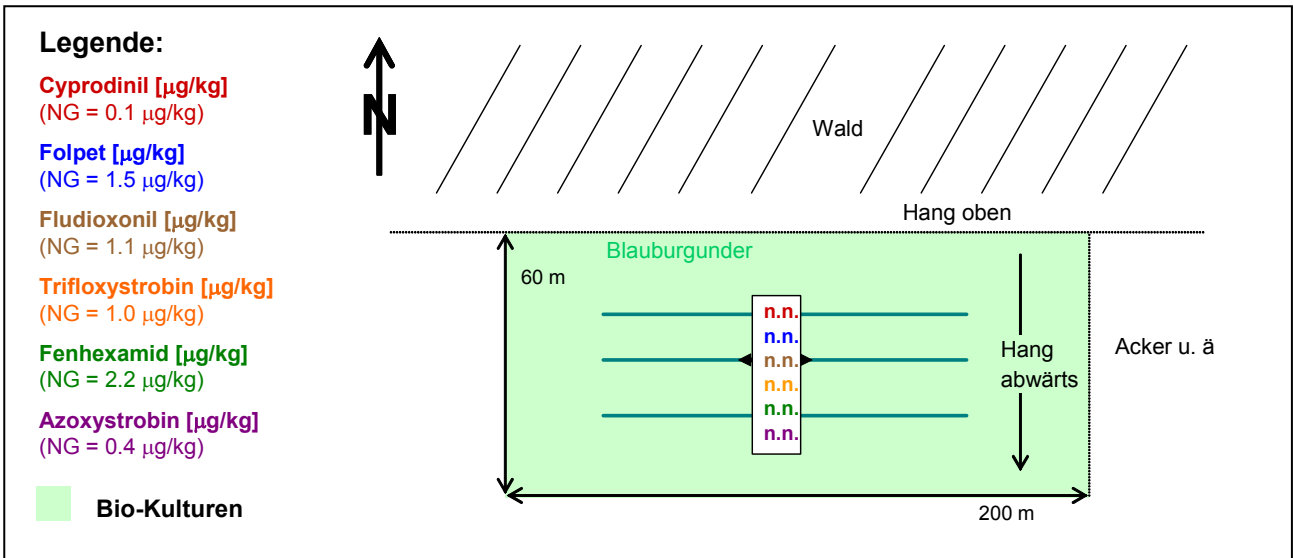 Legende:
Cyprodinil [µg/kg]
(NG = 0.1 µg/kg)
Folpet [µg/kg]
(NG = 1.5 µg/kg)
Fludioxonil [µg/kg]
(NG = 1.1 µg/kg)
Trifloxystrobin [µg/kg]
(NG = 1.0 µg/kg)
Fenhexamid [µg/kg]
(NG = 2.2 µg/kg)
Azoxystrobin [µg/kg]
(NG = 0.4 µg/kg)
Bio-Kulturen
N
Wald
Hang oben
Blauburgunder
60 m
n.n.
n.n.
n.n.
n.n.
n.n.
n.n.
Hang
abwärts
Acker u. ä
200 m